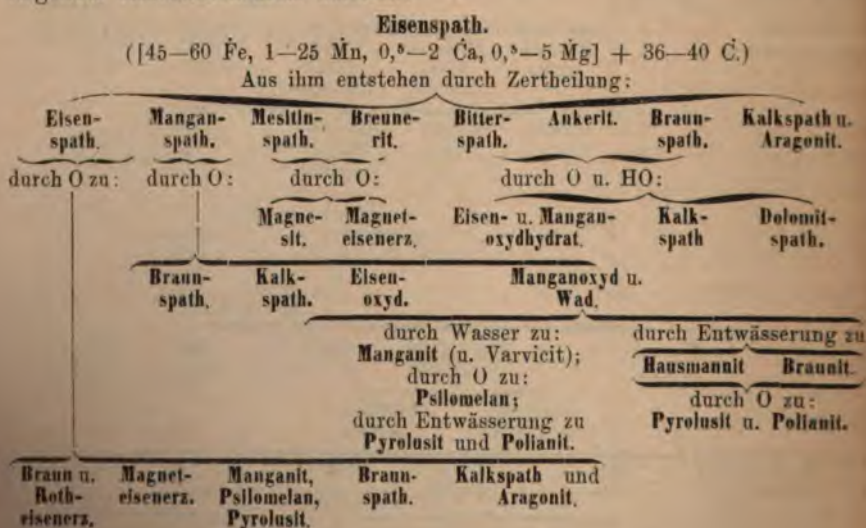 Eisenspath.
([45—60 Ḟe, 1—25 Ṁn, 0,⁵—2 Ċa, 0,⁵—5 Ṁg] + 36—40 C̈.)
Aus ihm entstehen durch Zertheilung:
Eisen- Mangan- Mesitin- Breune- Bitter- Ankerit. Braun- Kalkspath u.
spath. spath. spath. rit. spath. spath. Aragonit.
durch O zu: durch O: durch O: durch O u. HO:
Magne- Magnet- Eisen- u. Mangan- Kalk- Dolomit-
sit. eisenerz. oxydhydrat. spath spath.
Braun- Kalk- Eisen- Manganoxyd u.
spath. spath. oxyd. Wad.
durch Wasser zu: durch Entwässerung zu
Manganit (u. Varvicit); Hausmannit Braunit.
durch O zu: durch O zu:
Psilomelan; Pyrolusit u. Polianit.
durch Entwässerung zu
Pyrolusit und Polianit.
Braun u. Magnet- Manganit, Braun- Kalkspath und
Roth- eisenerz. Psilomelan, spath. Aragonit.
eisenerz. Pyrolusit.